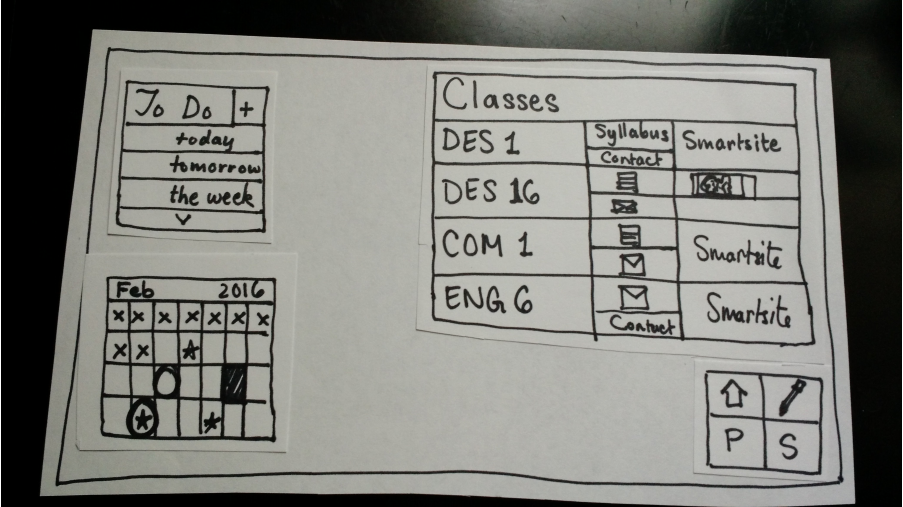 To Do +
today
tomorrow
the week
Feb 2016
x x x x x x x
x x
Classes
DES 1 Syllabus Smartsite
Contact
DES 16
COM 1 Smartsite
ENG 6 Smartsite
Contact
P S